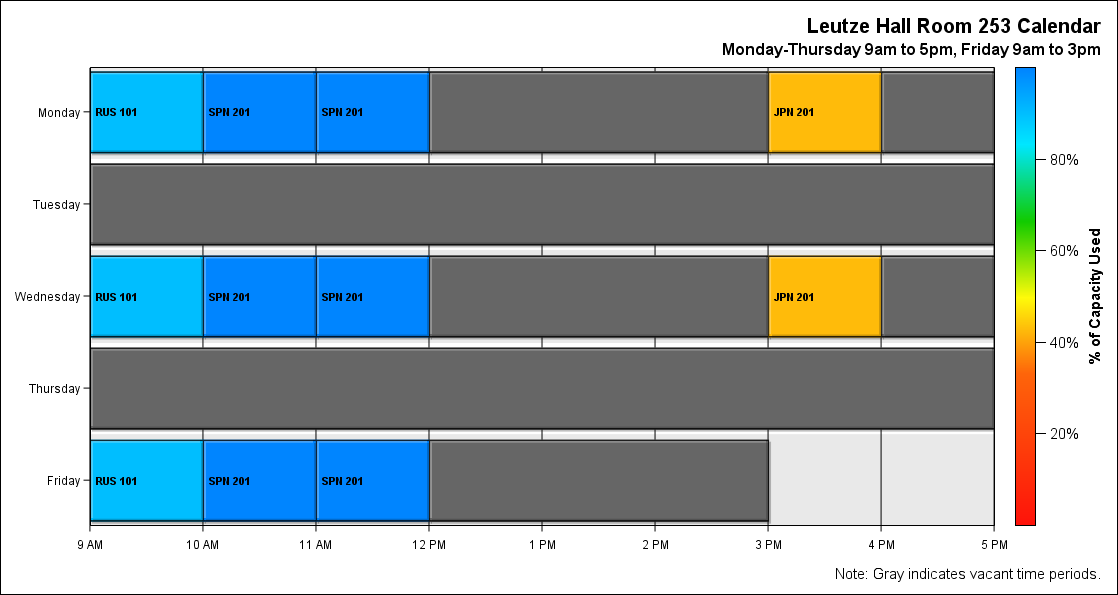 Leutze Hall Room 253 Calendar
Monday-Thursday 9am to 5pm, Friday 9am to 3pm
Monday
RUS 101
SPN 201
SPN 201
JPN 201
Tuesday
Wednesday
RUS 101
SPN 201
SPN 201
JPN 201
Thursday
Friday
RUS 101
SPN 201
SPN 201
9 AM
10 AM
11 AM
12 PM
1 PM
2 PM
3 PM
4 PM
5 PM
80%
60%
40%
20%
% of Capacity Used
Note: Gray indicates vacant time periods.